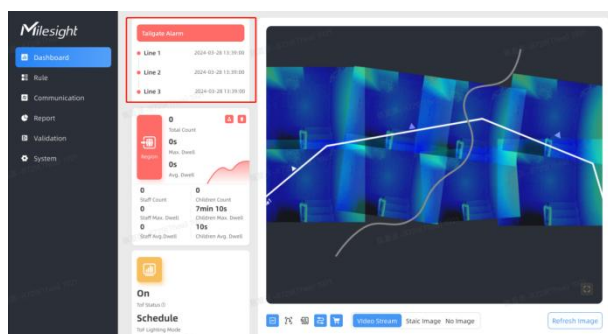 Milesight
Dashboard
Rule
Communication
Report
Validation
System
Tailgate Alarm
Line 1 2024-03-28 13:39:00
Line 2 2024-03-28 13:39:00
Line 3 2024-03-28 13:39:00
Region
0
Total Count
0s
Max. Dwell
0s
Avg. Dwell
0 0
Staff Count Children Count
0 7min 10s
Staff Max. Dwell Children Max. Dwell
0 10s
Staff Avg. Dwell Children Avg. Dwell
On
ToF Status
Schedule
ToF Lighting Mode
Video Stream Staic Image No Image
Refresh Image